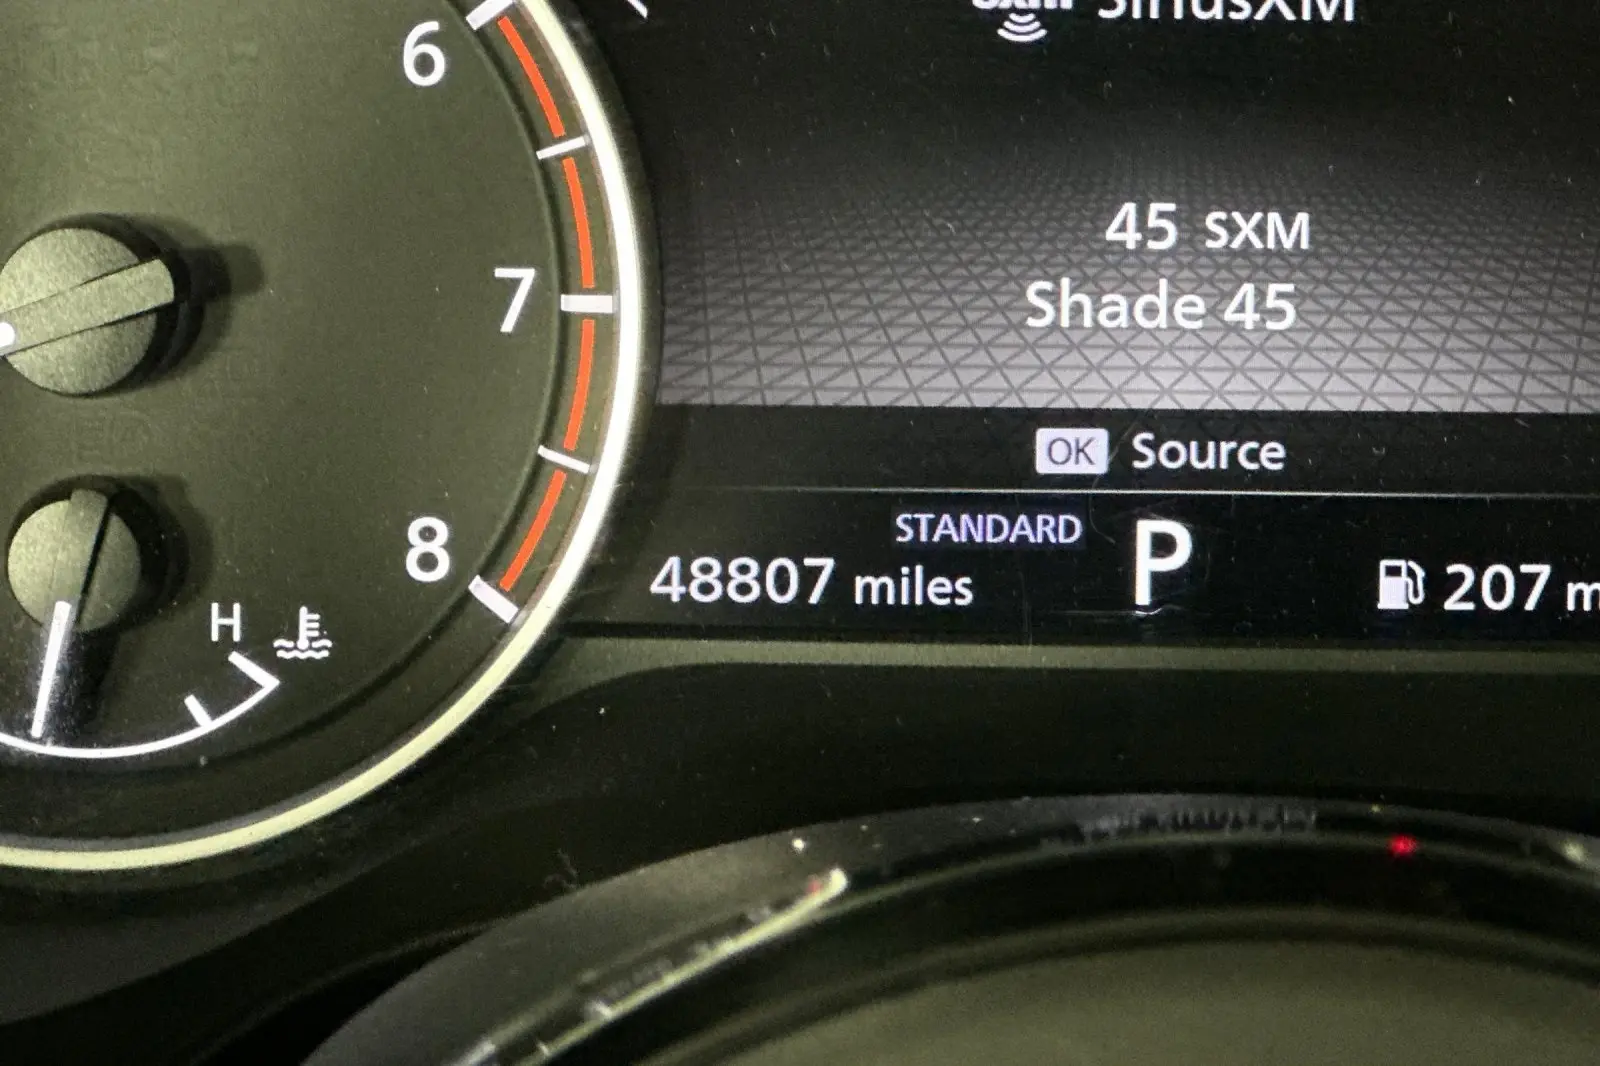 SiriusXM
6
45 SXM
7
Shade 45
OK Source
STANDARD
P
8
48807 miles
207 m
H